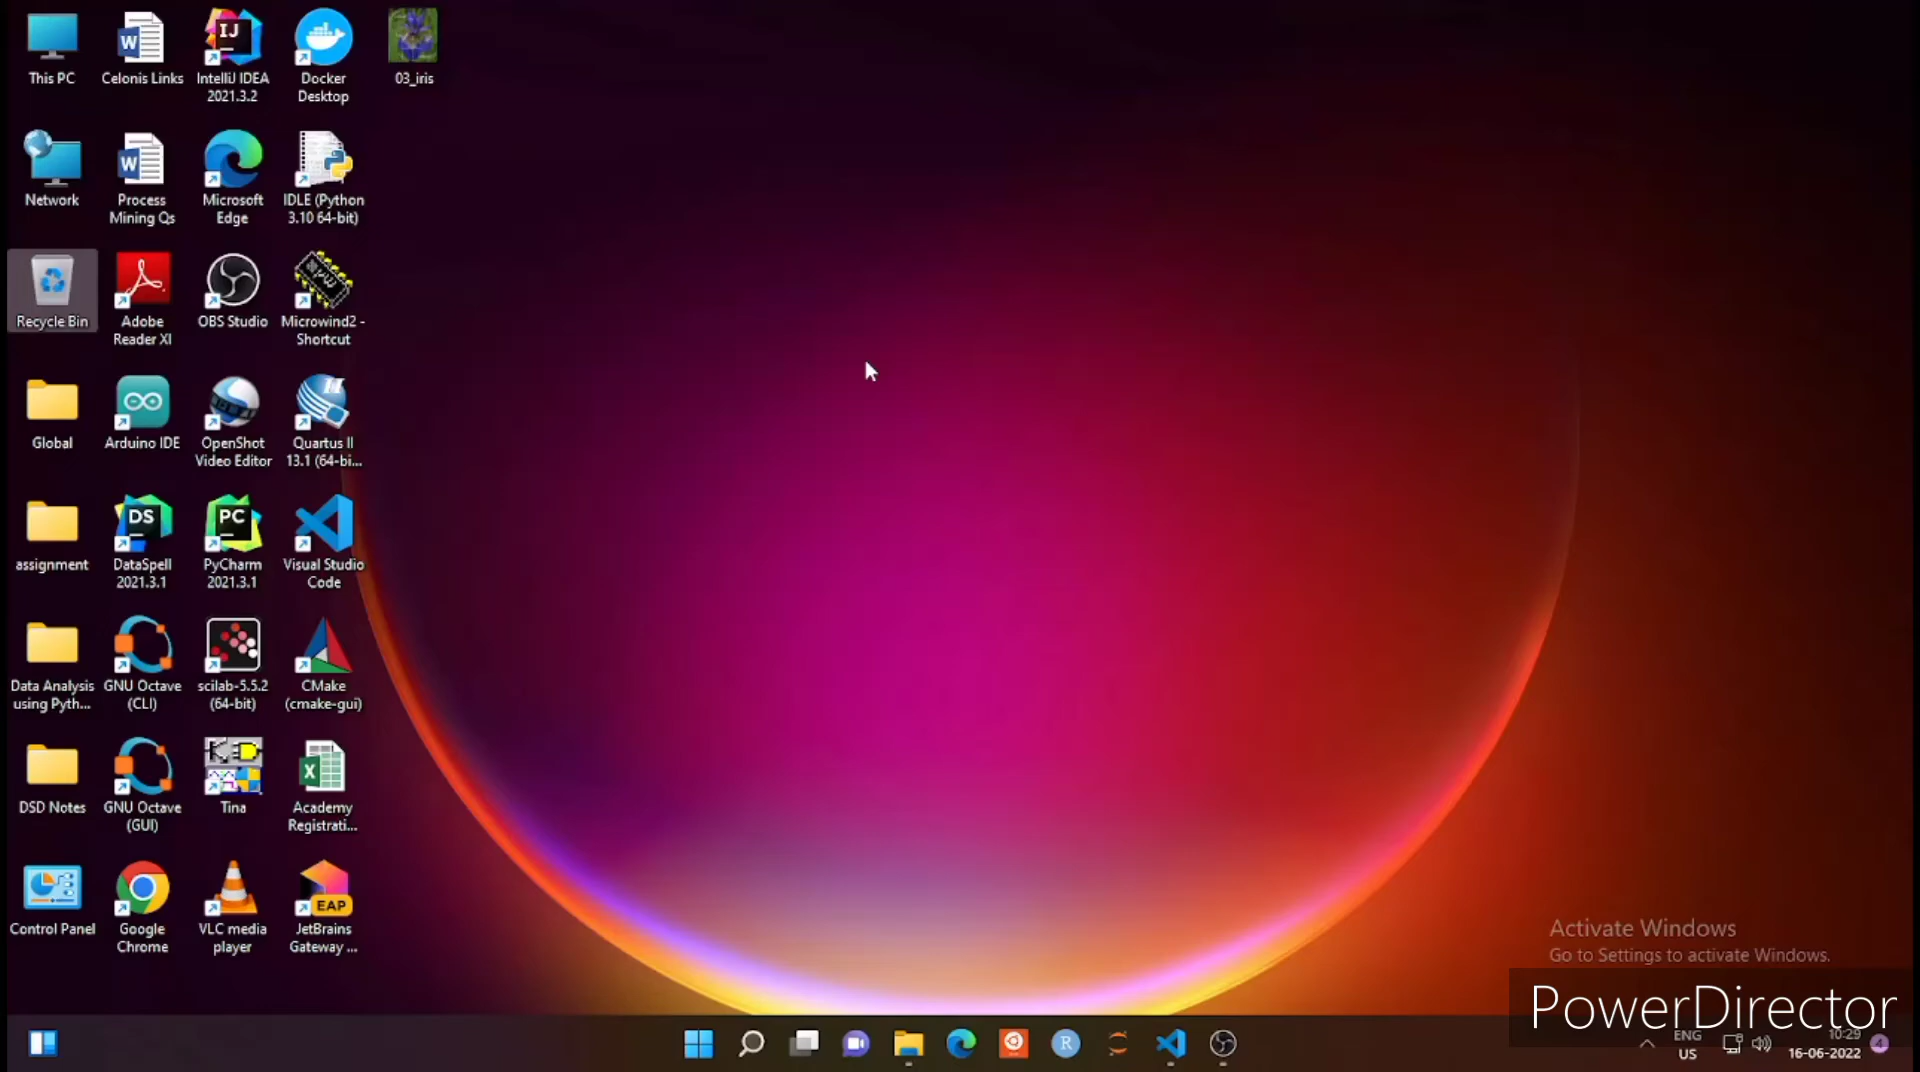 This PC
Celonis Links
IntelliJ IDEA
2021.3.2
Docker
Desktop
03_iris
Network
Process
Mining Qs
Microsoft
Edge
IDLE (Python
3.10 64-bit)
Recycle Bin
Adobe
Reader XI
OBS Studio
Microwind2 -
Shortcut
Global
Arduino IDE
OpenShot
Video Editor
Quartus II
13.1 (64-bi...
assignment
DataSpell
2021.3.1
PyCharm
2021.3.1
Visual Studio
Code
Data Analysis
using Pyth...
GNU Octave
(CLI)
scilab-5.5.2
(64-bit)
CMake
(cmake-gui)
DSD Notes
GNU Octave
(GUI)
Tina
Academy
Registrati...
Control Panel
Google
Chrome
VLC media
player
JetBrains
Gateway ...
Activate Windows
Go to Settings to activate Windows.
PowerDirector
ENG
US
10:29
16-06-2022
4